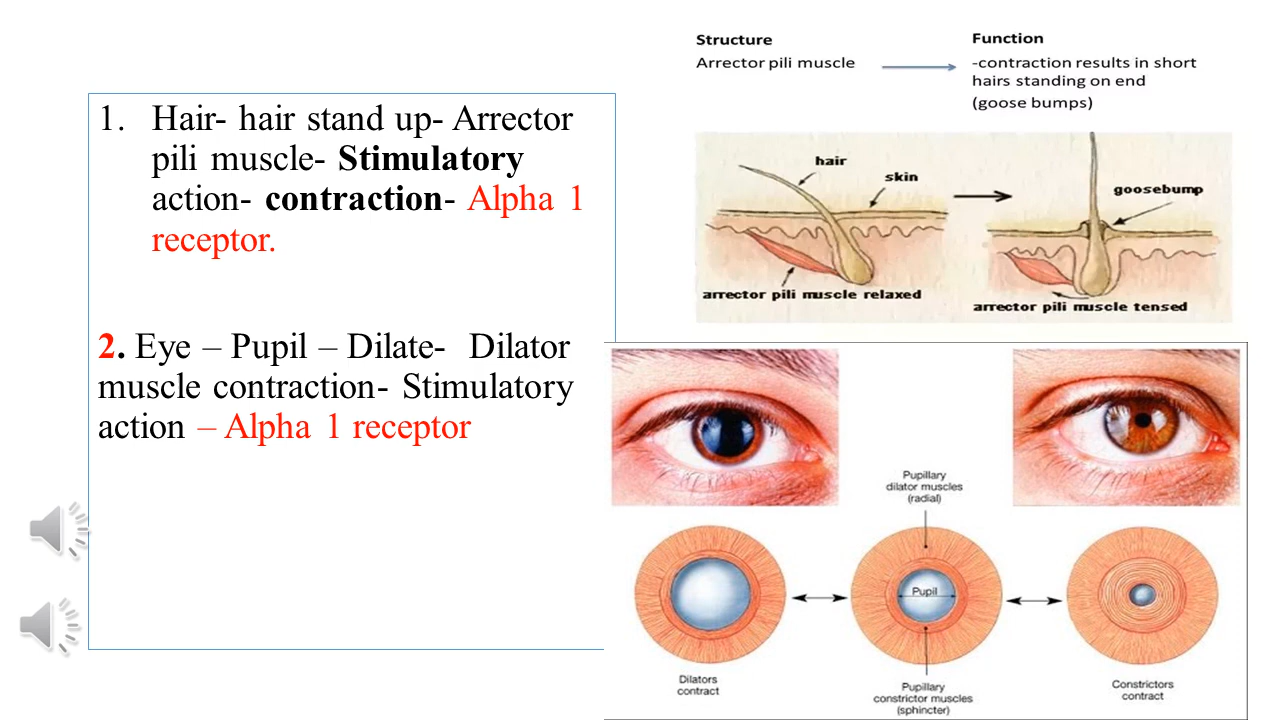 1. Hair- hair stand up- Arrector
pili muscle- Stimulatory
action- contraction- Alpha 1
receptor.
2. Eye – Pupil – Dilate- Dilator
muscle contraction- Stimulatory
action – Alpha 1 receptor
Structure
Arrector pili muscle
Function
-contraction results in short
hairs standing on end
(goose bumps)
hair
skin
goosebump
arrector pili muscle relaxed
arrector pili muscle tensed
Pupillary
dilator muscles
(radial)
Pupil
Dilators
contract
Pupillary
constrictor muscles
(sphincter)
Constrictors
contract